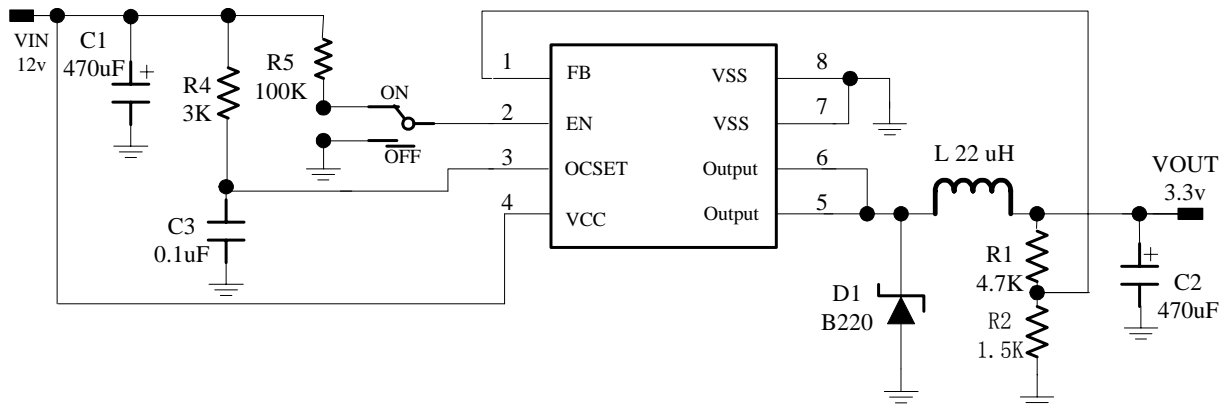 VIN
12v
C1
470uF
+
R4
3K
R5
100K
ON
OFF
C3
0.1uF
1
2
3
4
FB
EN
OCSET
VCC
VSS
VSS
Output
Output
8
7
6
5
L 22 uH
VOUT
3.3v
R1
4.7K
R2
1.5K
D1
B220
+
C2
470uF